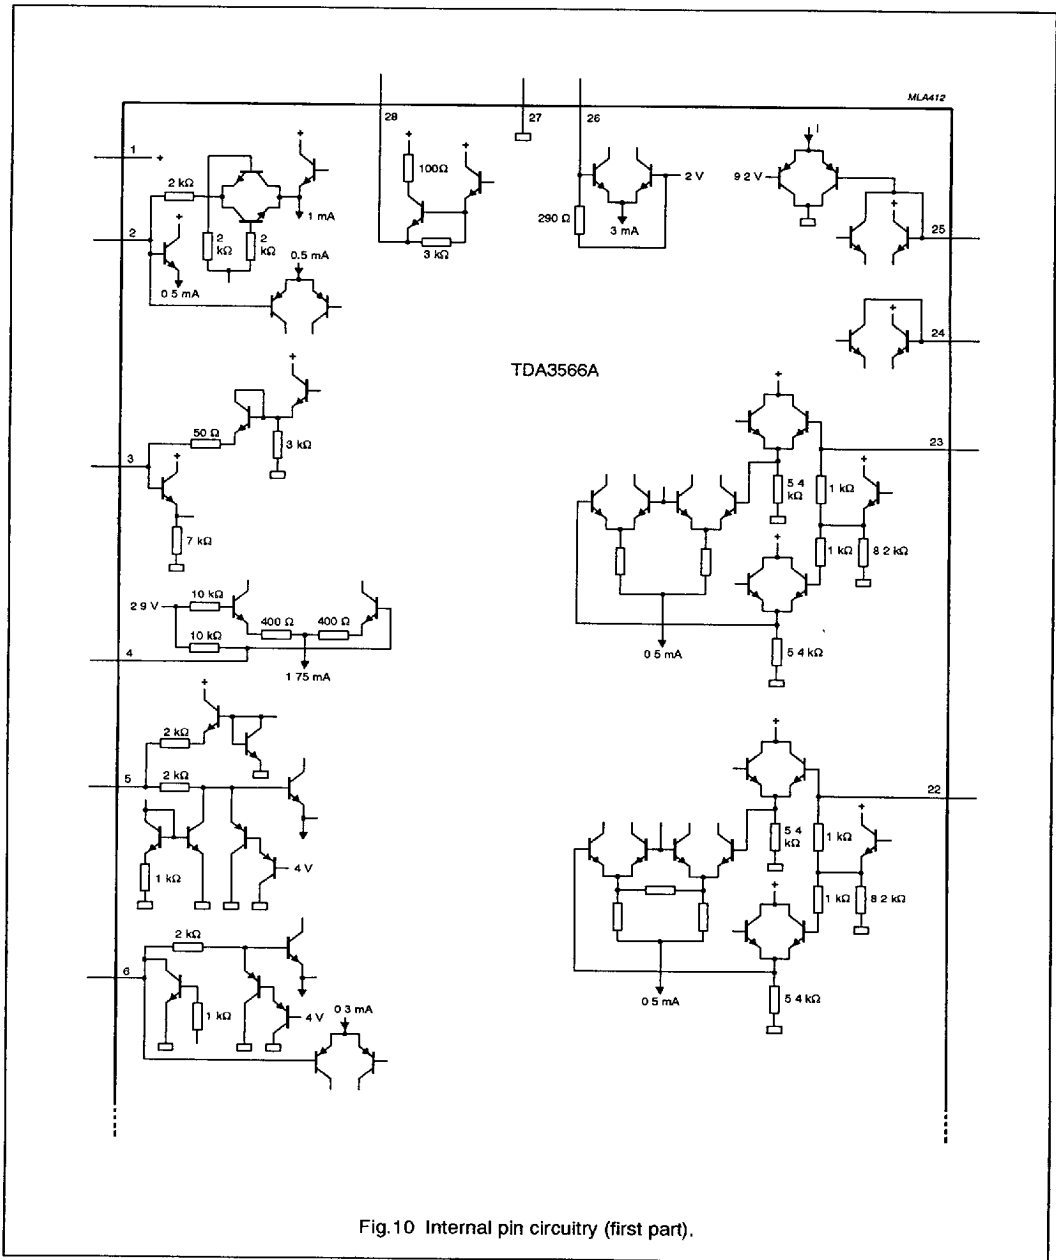 MLA412
28
27
26
1
+
+
+
+
I
2 kΩ
100Ω
2 V
9 2 V
1 mA
2
+
2 kΩ
2 kΩ
290 Ω
3 mA
+
3 kΩ
25
0 5 mA
0.5 mA
+
24
TDA3566A
+
+
50 Ω
3 kΩ
23
3
+
5 4 kΩ
1 kΩ
+
7 kΩ
+
1 kΩ
8 2 kΩ
10 kΩ
2 9 V
400 Ω
400 Ω
10 kΩ
0 5 mA
5 4 kΩ
4
1 75 mA
+
2 kΩ
+
5
2 kΩ
22
+
5 4 kΩ
1 kΩ
1 kΩ
4 V
+
1 kΩ
8 2 kΩ
2 kΩ
6
1 kΩ
4 V
0 3 mA
0 5 mA
5 4 kΩ
Fig.10 Internal pin circuitry (first part).